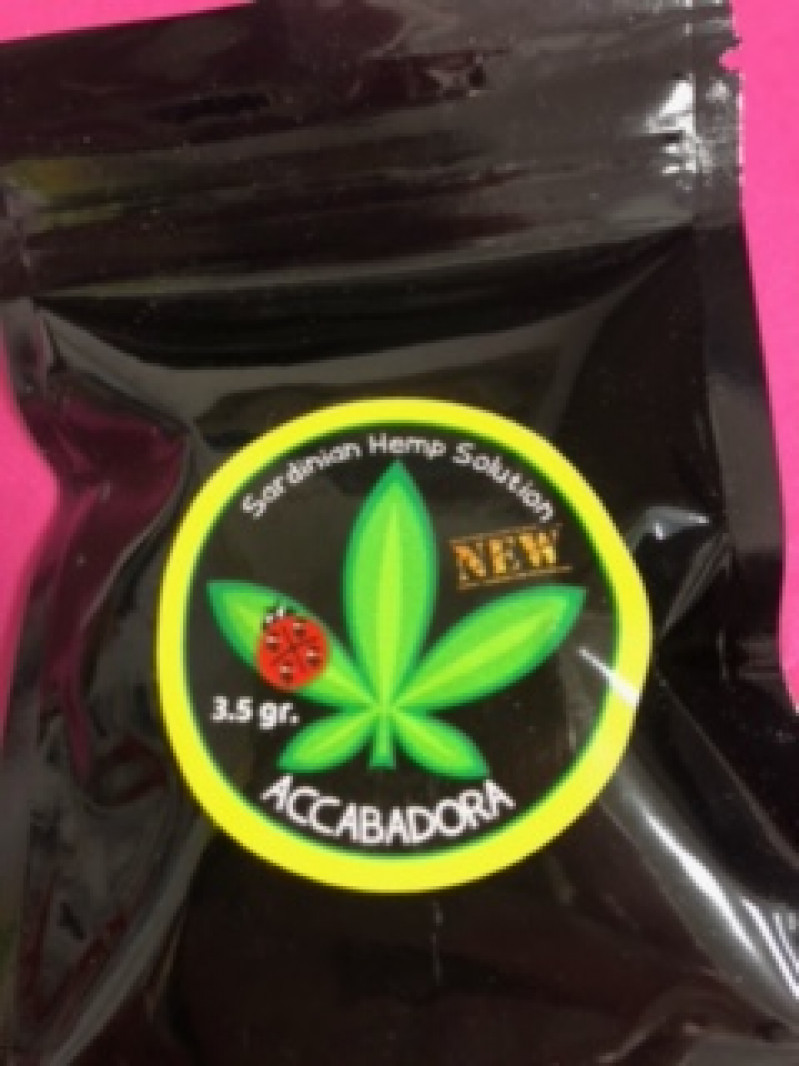 Sardinian Hemp Solution
NEW
3.5 gr.
ACCABADORA